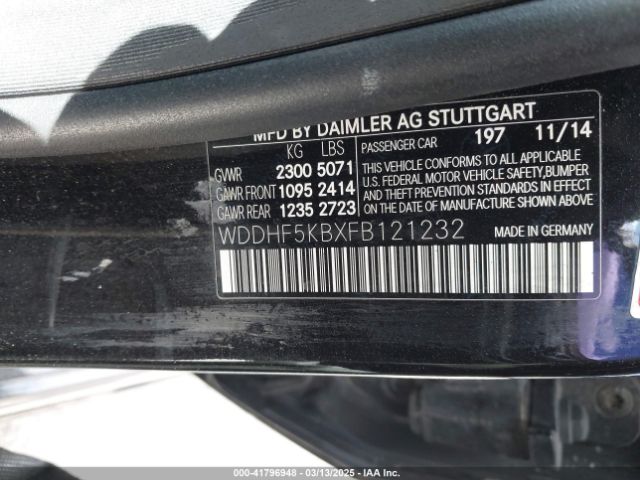 MFD BY DAIMLER AG STUTTGART
KG LBS
GVWR 2300 5071
GAWR FRONT 1095 2414
GAWR REAR 1235 2723
PASSENGER CAR 197 11/14
THIS VEHICLE CONFORMS TO ALL APPLICABLE
U.S. FEDERAL MOTOR VEHICLE SAFETY,BUMPER
AND THEFT PREVENTION STANDARDS IN EFFECT
ON THE DATE OF MANUFACTURE SHOWN ABOVE.
WDDHF5KBXFB121232 MADE IN GERMANY
000-41796948 - 03/13/2025 - IAA Inc.